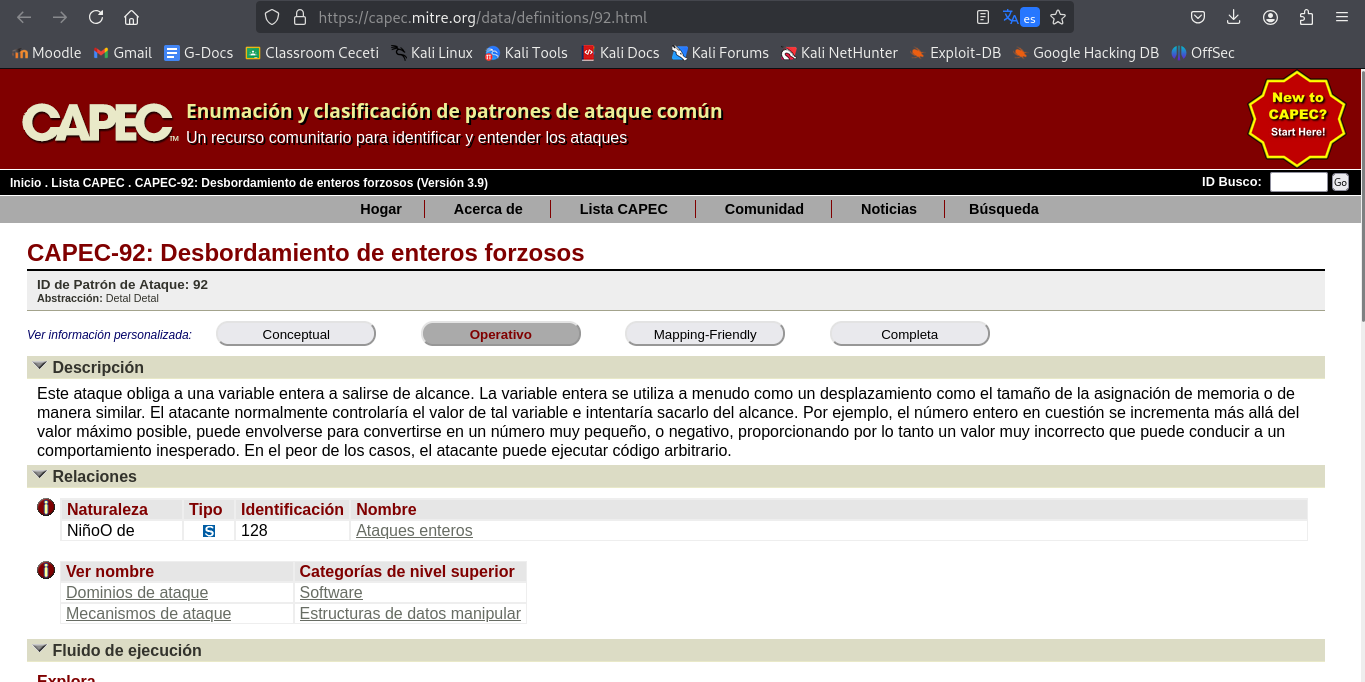 https://capec.mitre.org/data/definitions/92.html
es
Moodle Gmail G-Docs Classroom Ceceti Kali Linux Kali Tools Kali Docs Kali Forums Kali NetHunter Exploit-DB Google Hacking DB OffSec
CAPEC™ Enumación y clasificación de patrones de ataque común
Un recurso comunitario para identificar y entender los ataques
New to
CAPEC?
Start Here!
Inicio . Lista CAPEC . CAPEC-92: Desbordamiento de enteros forzosos (Versión 3.9) ID Busco: Go
Hogar Acerca de Lista CAPEC Comunidad Noticias Búsqueda
CAPEC-92: Desbordamiento de enteros forzosos
ID de Patrón de Ataque: 92
Abstracción: Detal Detal
Ver información personalizada: Conceptual Operativo Mapping-Friendly Completa
Descripción
Este ataque obliga a una variable entera a salirse de alcance. La variable entera se utiliza a menudo como un desplazamiento como el tamaño de la asignación de memoria o de
manera similar. El atacante normalmente controlaría el valor de tal variable e intentaría sacarlo del alcance. Por ejemplo, el número entero en cuestión se incrementa más allá del
valor máximo posible, puede envolverse para convertirse en un número muy pequeño, o negativo, proporcionando por lo tanto un valor muy incorrecto que puede conducir a un
comportamiento inesperado. En el peor de los casos, el atacante puede ejecutar código arbitrario.
Relaciones
Naturaleza Tipo Identificación Nombre
NiñoO de S 128 Ataques enteros
Ver nombre Categorías de nivel superior
Dominios de ataque Software
Mecanismos de ataque Estructuras de datos manipular
Fluido de ejecución
Explora